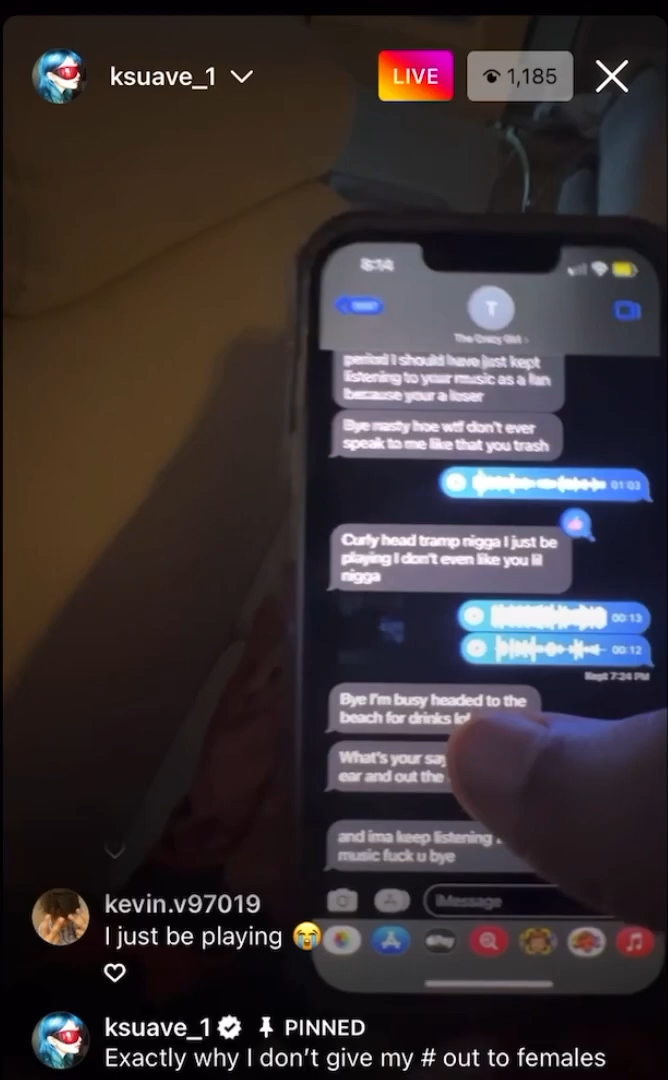 ksuave_1
LIVE
1,185
8:14
T
The Crazy Girl
period I should have just kept
listening to your music as a fan
because your a loser
Bye nasty hoe wtf don't ever
speak to me like that you trash
01:03
Curly head tramp nigga I just be
playing I don't even like you lil
nigga
00:13
00:12
Kept 7:24 PM
Bye I'm busy headed to the
beach for drinks lol
What's your say
ear and out the
and ima keep listening
music fuck u bye
iMessage
kevin.v97019
I just be playing 😭
ksuave_1 PINNED
Exactly why I don't give my # out to females